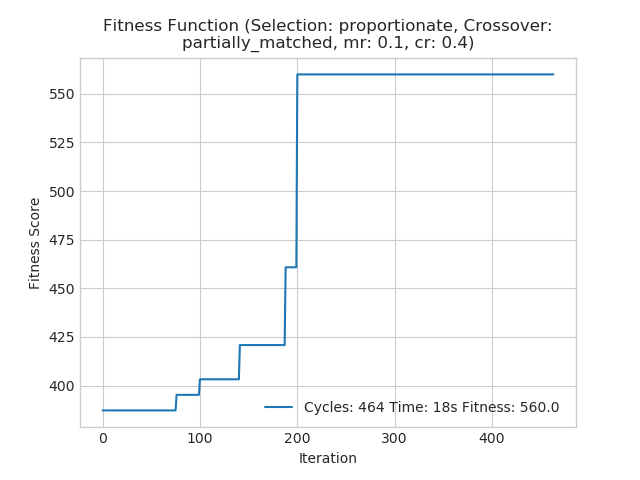 Fitness Function (Selection: proportionate, Crossover:
partially_matched, mr: 0.1, cr: 0.4)
Fitness Score
550
525
500
475
450
425
400
Cycles: 464 Time: 18s Fitness: 560.0
0 100 200 300 400
Iteration